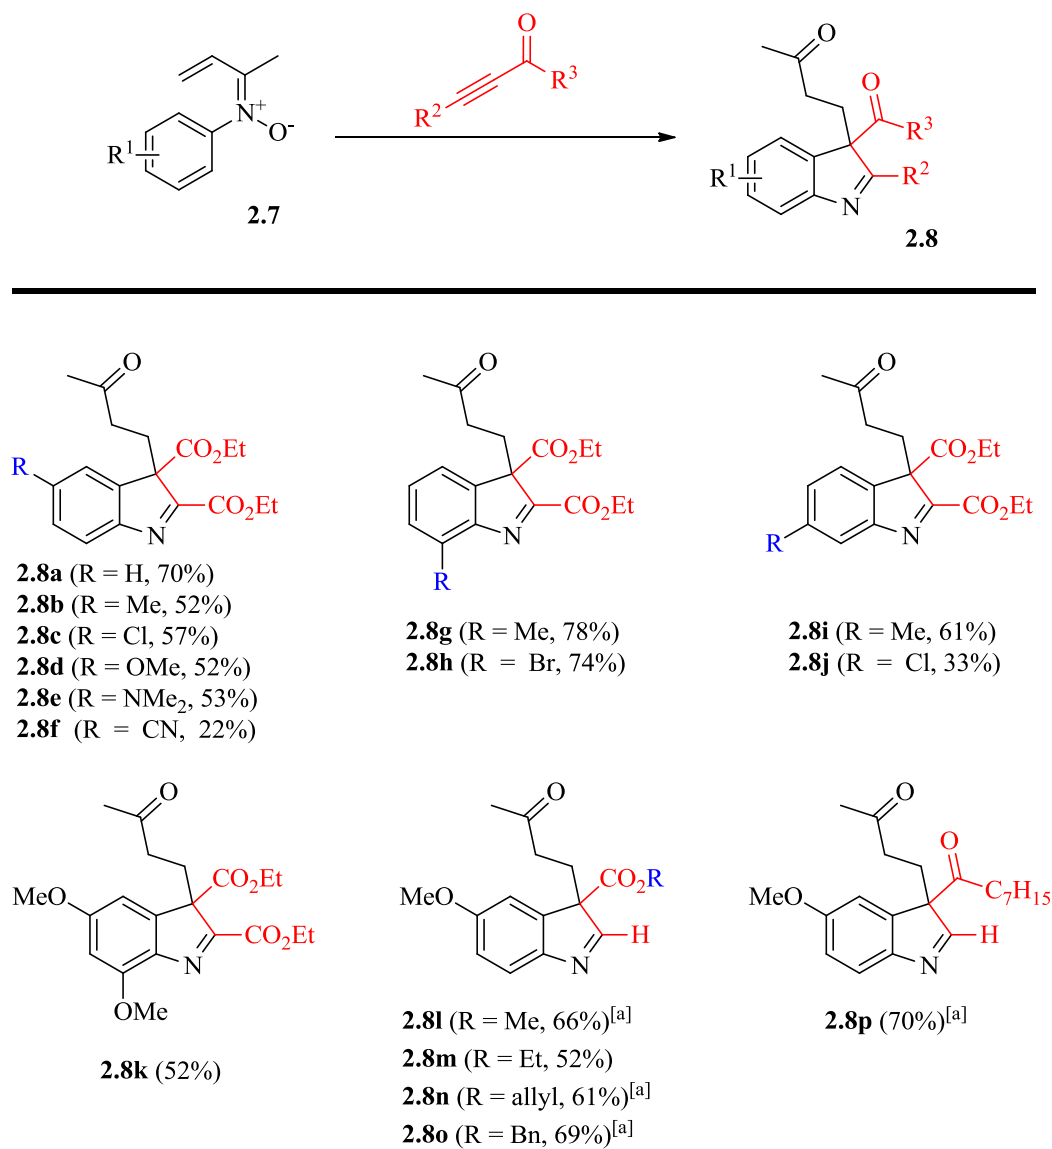 O
R³
R²
N⁺
O⁻
R¹
2.7
O
O
R³
R²
N
R¹
2.8
O
CO₂Et
CO₂Et
N
R
2.8a (R = H, 70%)
2.8b (R = Me, 52%)
2.8c (R = Cl, 57%)
2.8d (R = OMe, 52%)
2.8e (R = NMe₂, 53%)
2.8f (R = CN, 22%)
O
CO₂Et
CO₂Et
N
R
2.8g (R = Me, 78%)
2.8h (R = Br, 74%)
O
CO₂Et
CO₂Et
N
R
2.8i (R = Me, 61%)
2.8j (R = Cl, 33%)
O
MeO
CO₂Et
CO₂Et
N
OMe
2.8k (52%)
O
MeO
CO₂R
H
N
2.8l (R = Me, 66%)[a]
2.8m (R = Et, 52%)
2.8n (R = allyl, 61%)[a]
2.8o (R = Bn, 69%)[a]
O
O
MeO
C₇H₁₅
H
N
2.8p (70%)[a]